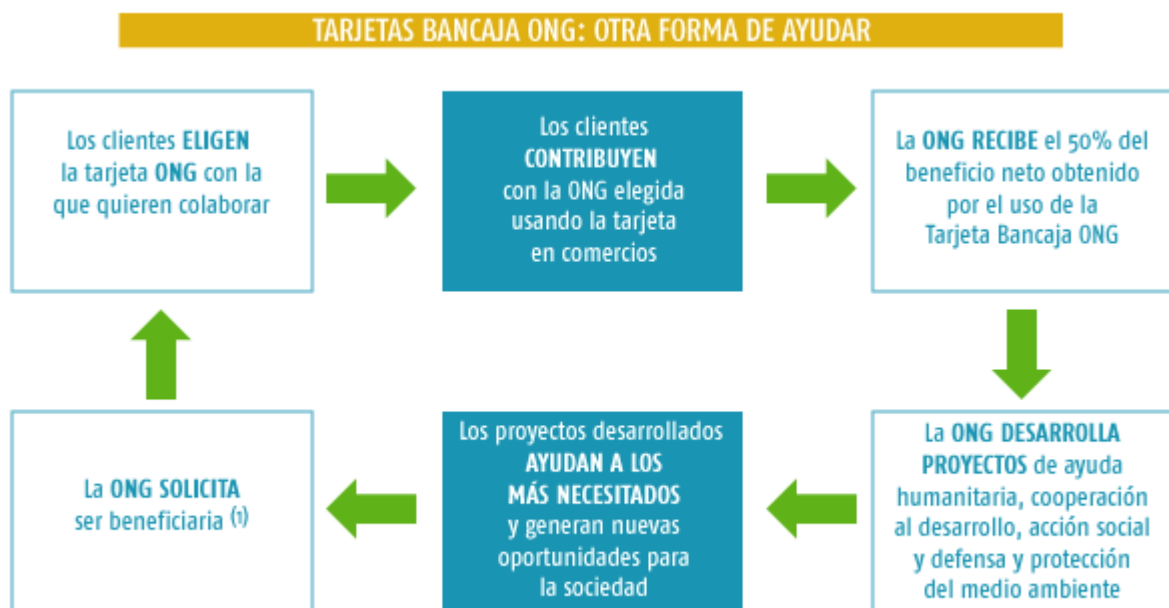 TARJETAS BANCAJA ONG: OTRA FORMA DE AYUDAR
Los clientes ELIGEN
la tarjeta ONG con la
que quieren colaborar
Los clientes
CONTRIBUYEN
con la ONG elegida
usando la tarjeta
en comercios
La ONG RECIBE el 50% del
beneficio neto obtenido
por el uso de la
Tarjeta Bancaja ONG
La ONG DESARROLLA
PROYECTOS de ayuda
humanitaria, cooperación
al desarrollo, acción social
y defensa y protección
del medio ambiente
Los proyectos desarrollados
AYUDAN A LOS
MÁS NECESITADOS
y generan nuevas
oportunidades para
la sociedad
La ONG SOLICITA
ser beneficiaria (1)